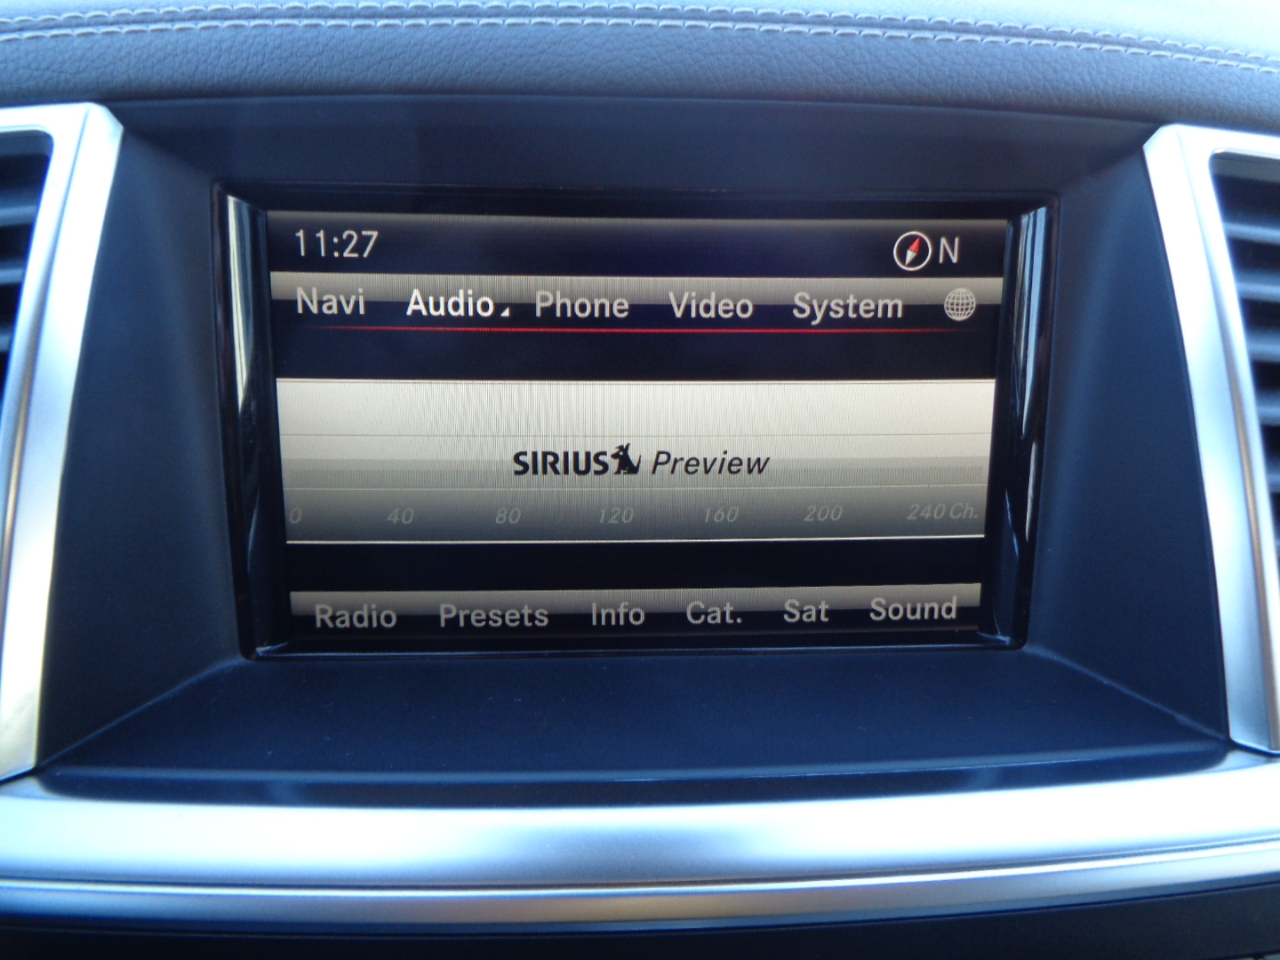 11:27 N
Navi Audio Phone Video System
SIRIUS Preview
0 40 80 120 160 200 240 Ch.
Radio Presets Info Cat. Sat Sound